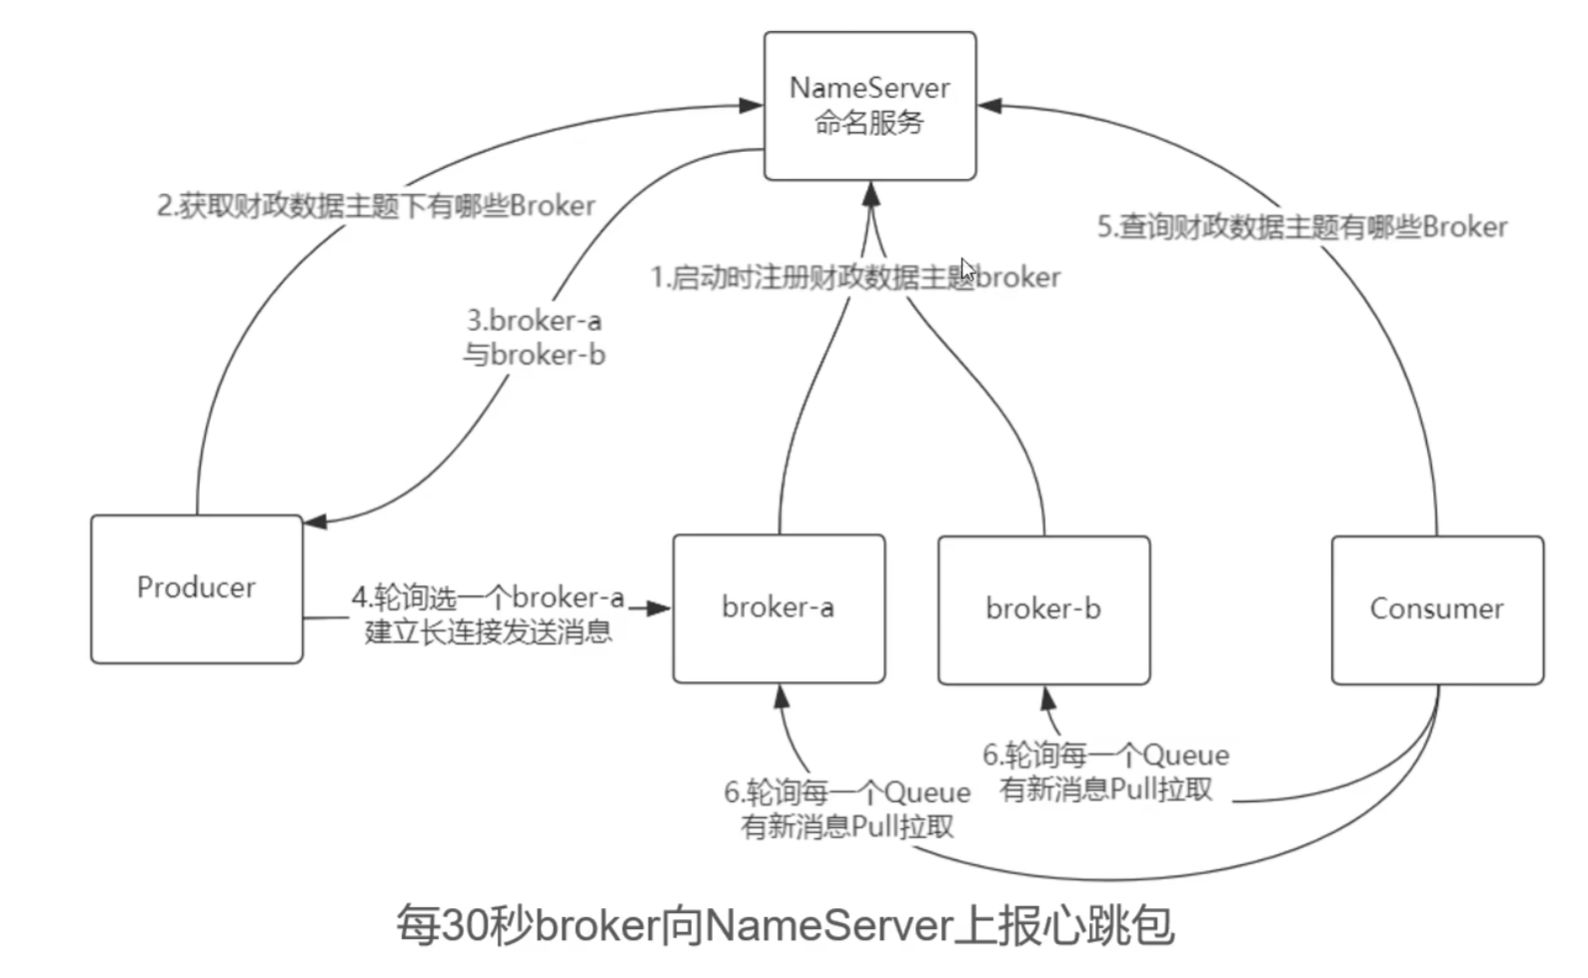 NameServer
命名服务
2.获取财政数据主题下有哪些Broker
5.查询财政数据主题有哪些Broker
1.启动时注册财政数据主题broker
3.broker-a
与broker-b
Producer
4.轮询选一个broker-a
建立长连接发送消息
broker-a
broker-b
Consumer
6.轮询每一个Queue
有新消息Pull拉取
6.轮询每一个Queue
有新消息Pull拉取
每30秒broker向NameServer上报心跳包